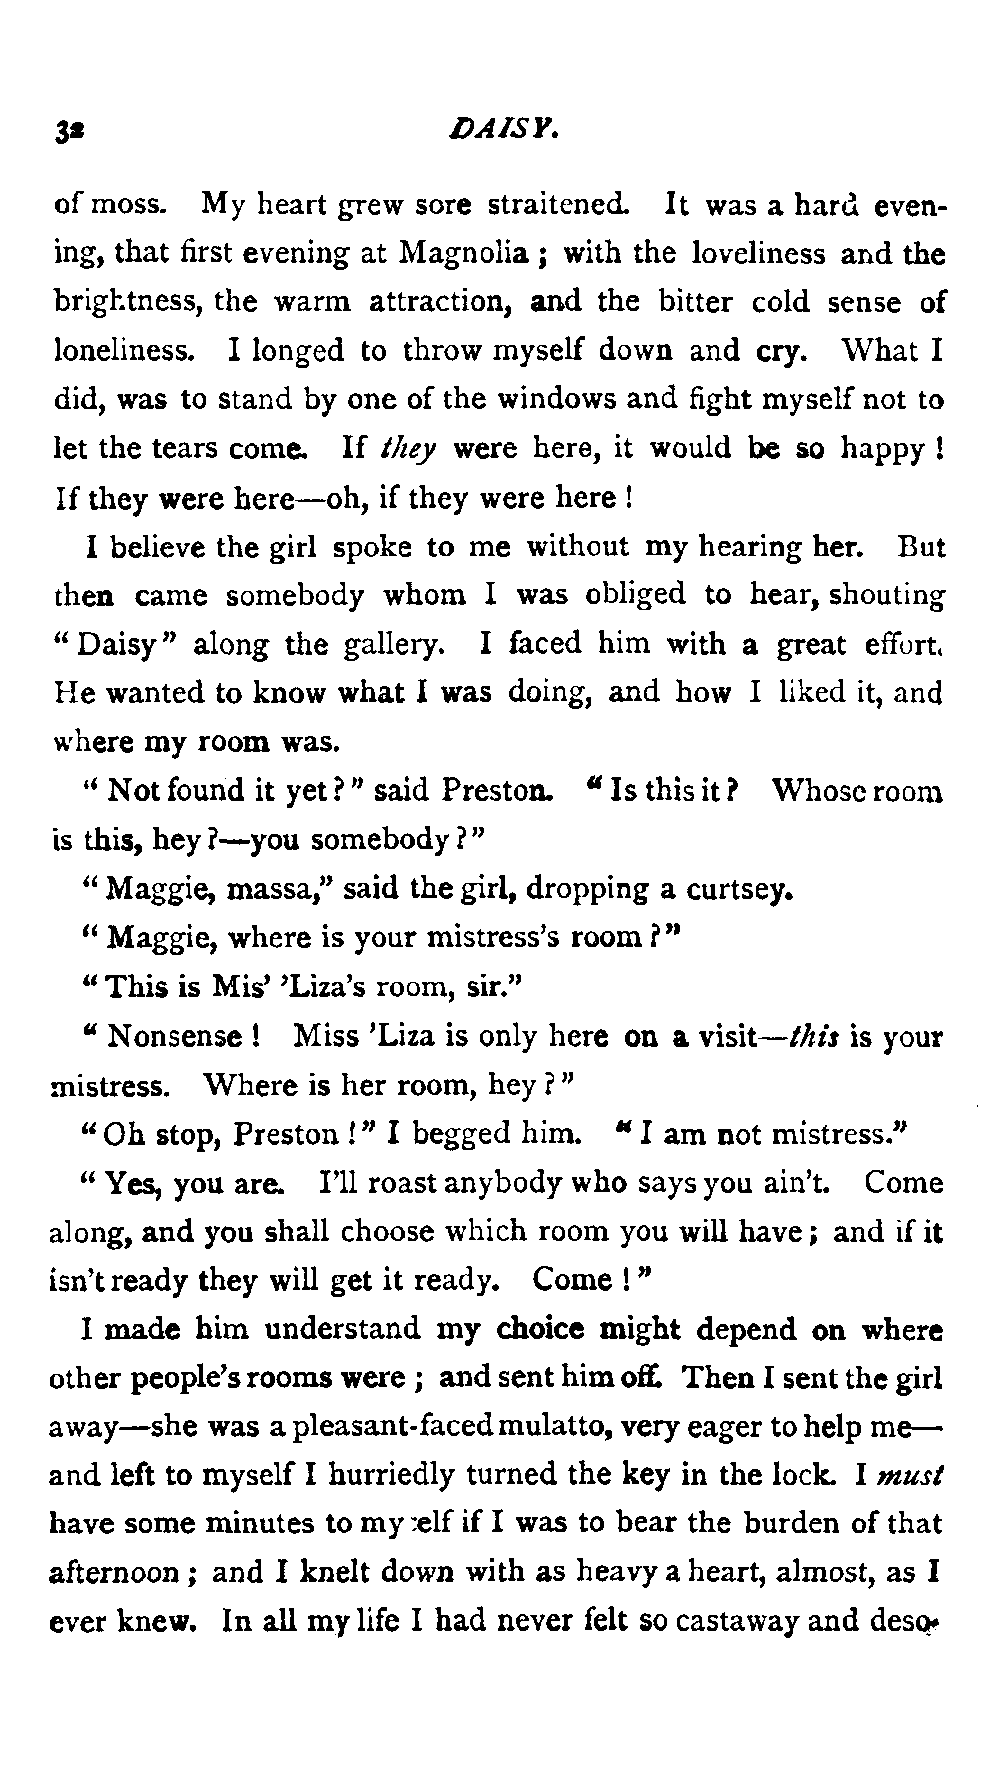 32 DAISY.
of moss. My heart grew sore straitened. It was a hard even-
ing, that first evening at Magnolia; with the loveliness and the
brightness, the warm attraction, and the bitter cold sense of
loneliness. I longed to throw myself down and cry. What I
did, was to stand by one of the windows and fight myself not to
let the tears come. If they were here, it would be so happy!
If they were here—oh, if they were here!
I believe the girl spoke to me without my hearing her. But
then came somebody whom I was obliged to hear, shouting
"Daisy" along the gallery. I faced him with a great effort.
He wanted to know what I was doing, and how I liked it, and
where my room was.
"Not found it yet?" said Preston. "Is this it? Whose room
is this, hey?—you somebody?"
"Maggie, massa," said the girl, dropping a curtsey.
"Maggie, where is your mistress's room?"
"This is Mis' 'Liza's room, sir."
"Nonsense! Miss 'Liza is only here on a visit—this is your
mistress. Where is her room, hey?"
"Oh stop, Preston!" I begged him. "I am not mistress."
"Yes, you are. I'll roast anybody who says you ain't. Come
along, and you shall choose which room you will have; and if it
isn't ready they will get it ready. Come!"
I made him understand my choice might depend on where
other people's rooms were; and sent him off. Then I sent the girl
away—she was a pleasant-faced mulatto, very eager to help me—
and left to myself I hurriedly turned the key in the lock. I must
have some minutes to myself if I was to bear the burden of that
afternoon; and I knelt down with as heavy a heart, almost, as I
ever knew. In all my life I had never felt so castaway and deso-